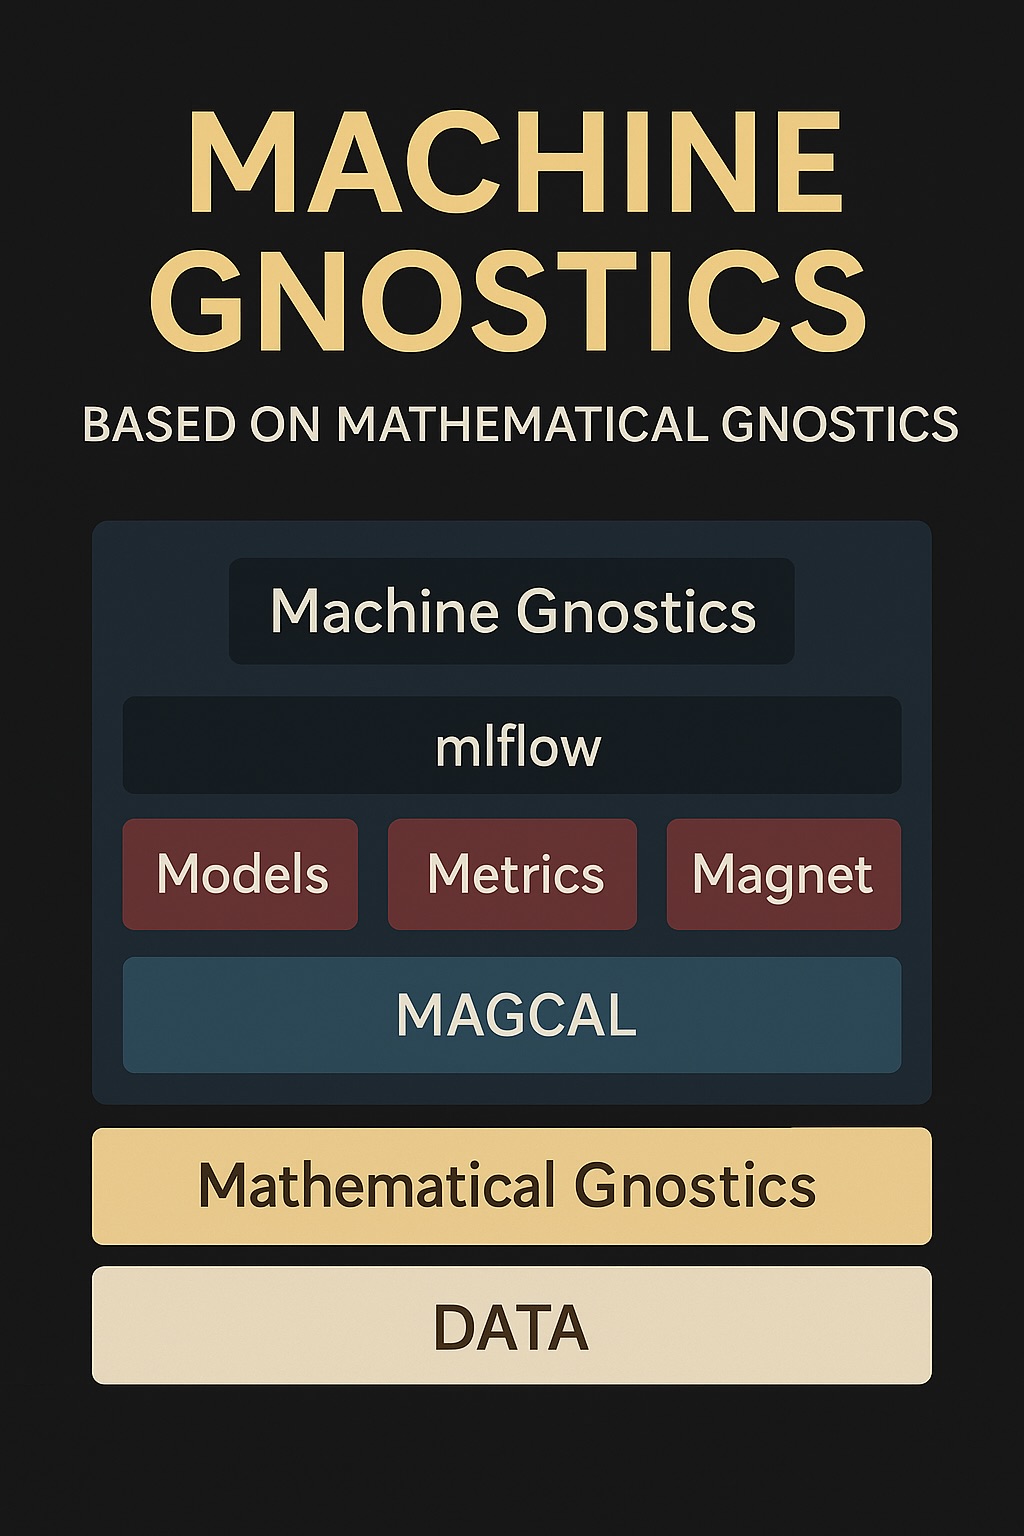 MACHINE
GNOSTICS
BASED ON MATHEMATICAL GNOSTICS
Machine Gnostics
mlflow
Models
Metrics
Magnet
MAGCAL
Mathematical Gnostics
DATA